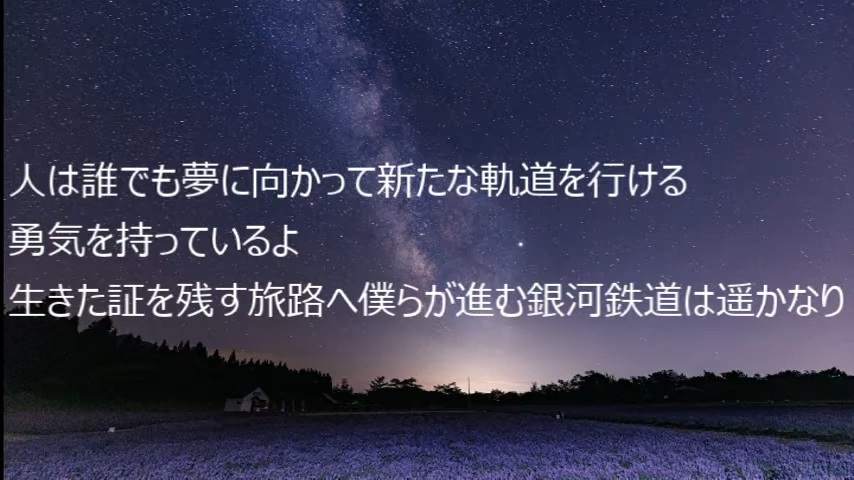 人は誰でも夢に向かって新たな軌道を行ける
勇気を持っているよ
生きた証を残す旅路へ僕らが進む銀河鉄道は遥かなり